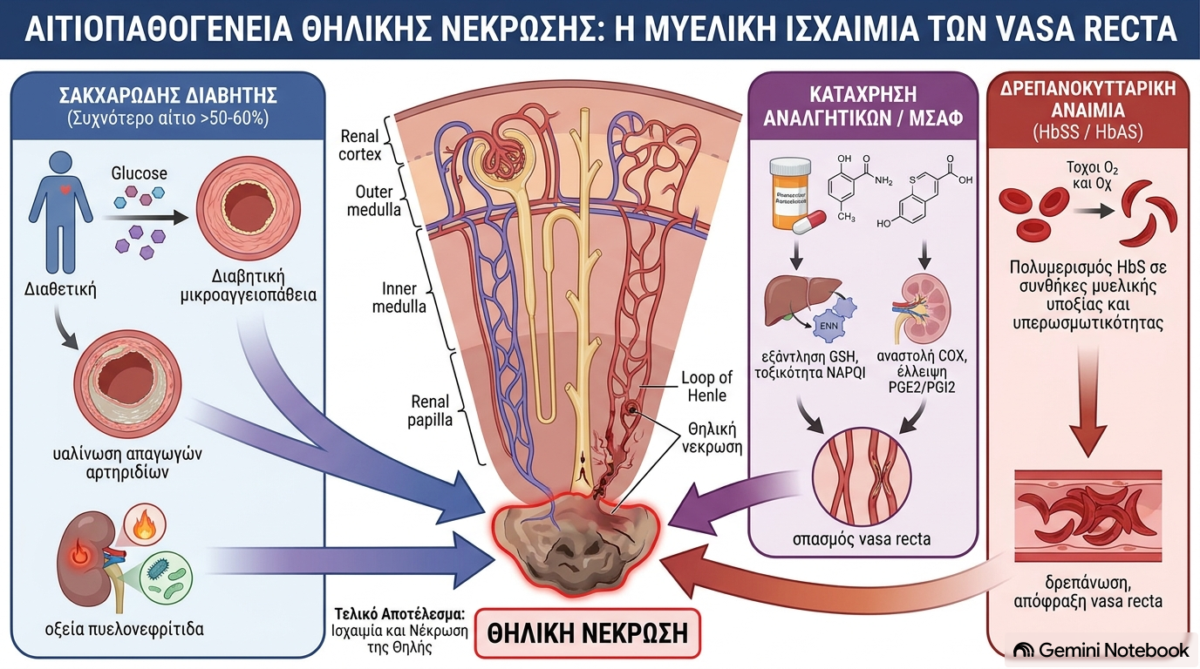 ΑΙΤΙΟΠΑΘΟΓΕΝΕΙΑ ΘΗΛΙΚΗΣ ΝΕΚΡΩΣΗΣ: Η ΜΥΕΛΙΚΗ ΙΣΧΑΙΜΙΑ ΤΩΝ VASA RECTA
ΣΑΚΧΑΡΩΔΗΣ ΔΙΑΒΗΤΗΣ
(Συχνότερο αίτιο >50-60%)
Glucose
Διαθετική
Διαβητική
μικροαγγειοπάθεια
υαλίνωση απαγωγών
αρτηριδίων
οξεία πυελονεφρίτιδα
Renal
cortex
Outer
medulla
Inner
medulla
Renal
papilla
Loop of
Henle
Θηλική
νεκρωση
Τελικό Αποτέλεσμα:
Ισχαιμία και Νέκρωση
της Θηλής
ΘΗΛΙΚΗ ΝΕΚΡΩΣΗ
ΚΑΤΑΧΡΗΣΗ
ΑΝΑΛΓΗΤΙΚΩΝ / ΜΣΑΦ
OH
O
NH₂
CH₃
S
O
OH
HO
ENN
εξάντληση GSH,
τοξικότητα NAPQI
αναστολή COX,
έλλειψη
PGE2/PGI2
σπασμός vasa recta
ΔΡΕΠΑΝΟΚΥΤΤΑΡΙΚΗ
ΑΝΑΙΜΙΑ
(HbSS / HbAS)
Τοχοι O₂
και Οχ
Πολυμερισμός HbS σε
συνθήκες μυελικής
υποξίας και
υπερωσμωτικότητας
δρεπάνωση,
απόφραξη vasa recta
Gemini Notebook